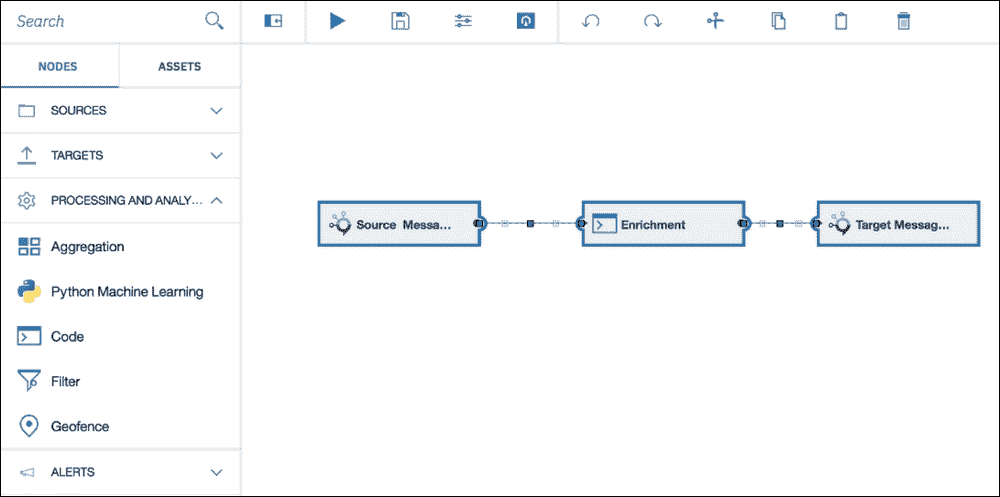 Search
NODES ASSETS
SOURCES
TARGETS
PROCESSING AND ANALY...
Aggregation
Python Machine Learning
Code
Filter
Geofence
ALERTS
Source Messa... Enrichment Target Messag...